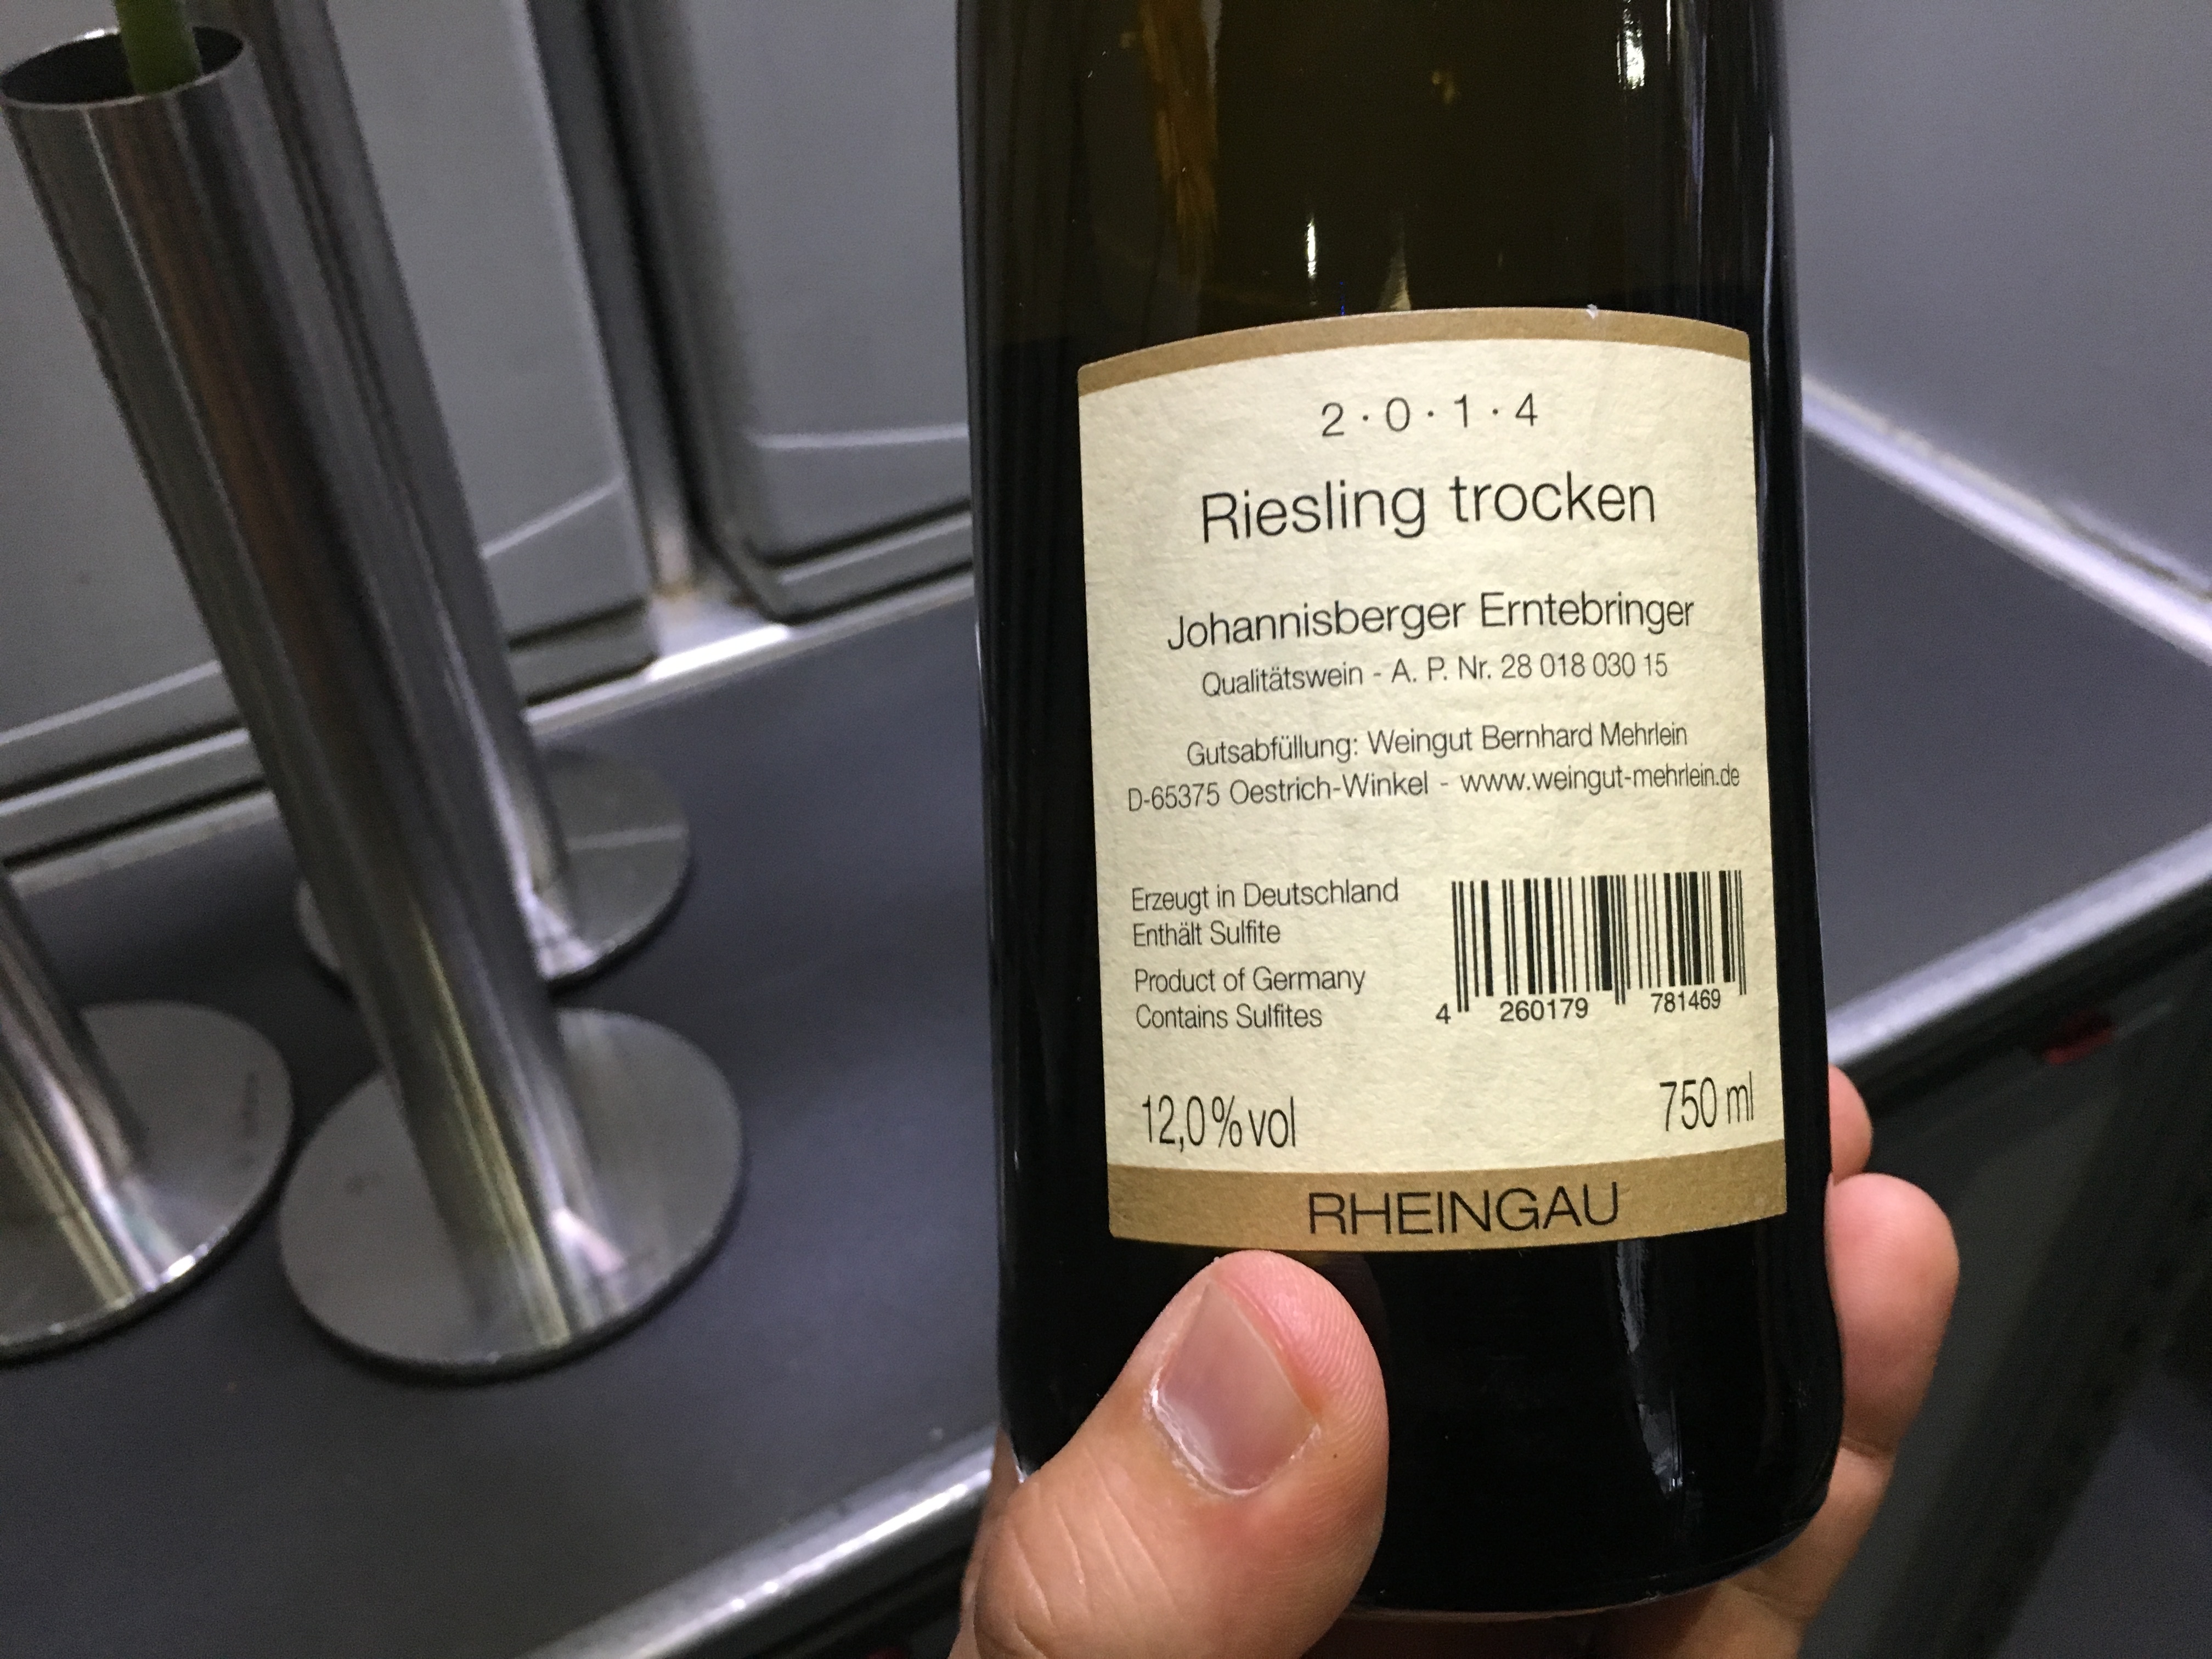 2·0·1·4
Riesling trocken
Johannisberger Erntebringer
Qualitätswein - A. P. Nr. 28 018 030 15
Gutsabfüllung: Weingut Bernhard Mehrlein
D-65375 Oestrich-Winkel - www.weingut-mehrlein.de
Erzeugt in Deutschland
Enthält Sulfite
Product of Germany
Contains Sulfites
4 260179 781469
12,0%vol
750 ml
RHEINGAU